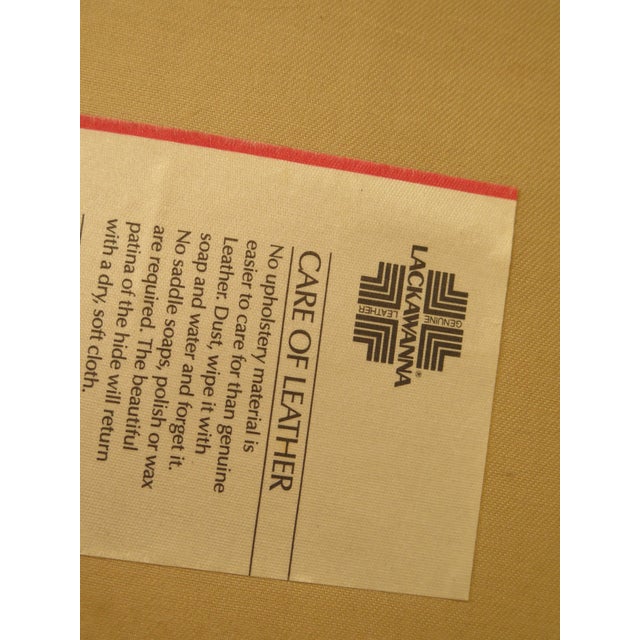 GENUINE
LEATHER
LACKAWANNA®
CARE OF LEATHER
No upholstery material is
easier to care for than genuine
Leather. Dust, wipe it with
soap and water and forget it.
No saddle soaps, polish or wax
are required. The beautiful
patina of the hide will return
with a dry, soft cloth.